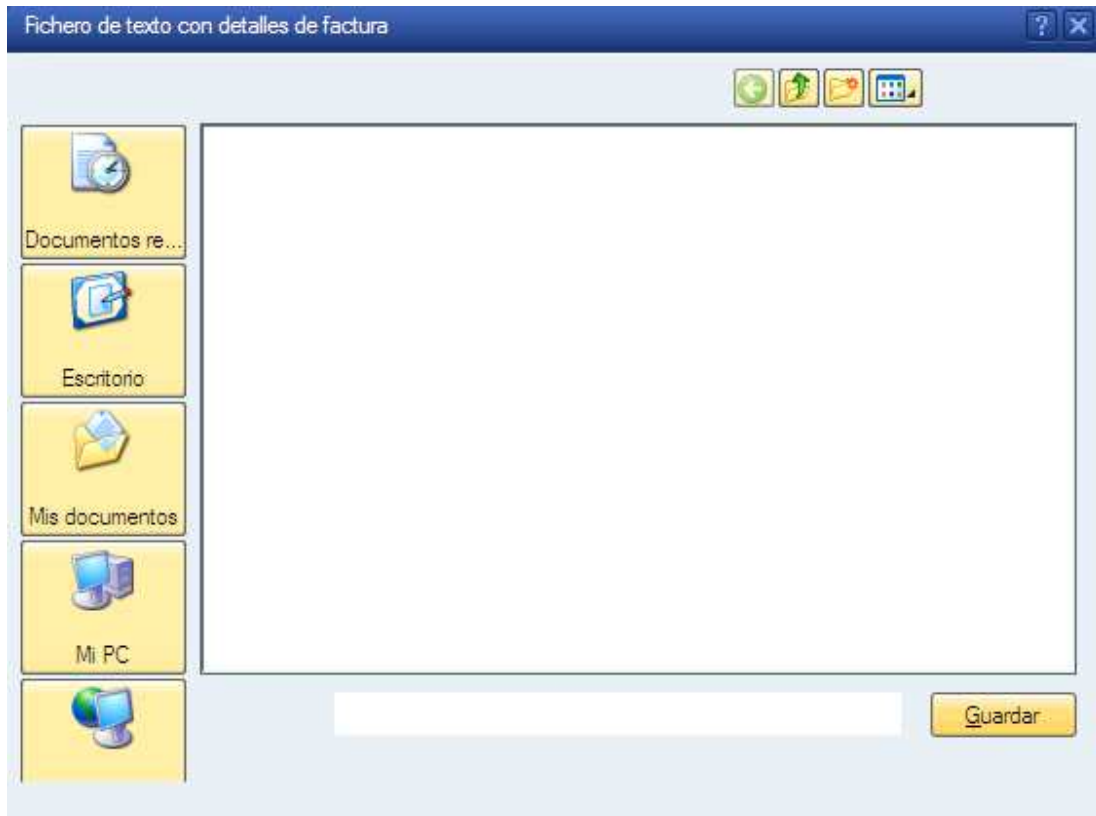 Fichero de texto con detalles de factura
Documentos re...
Escritorio
Mis documentos
Mi PC
Guardar